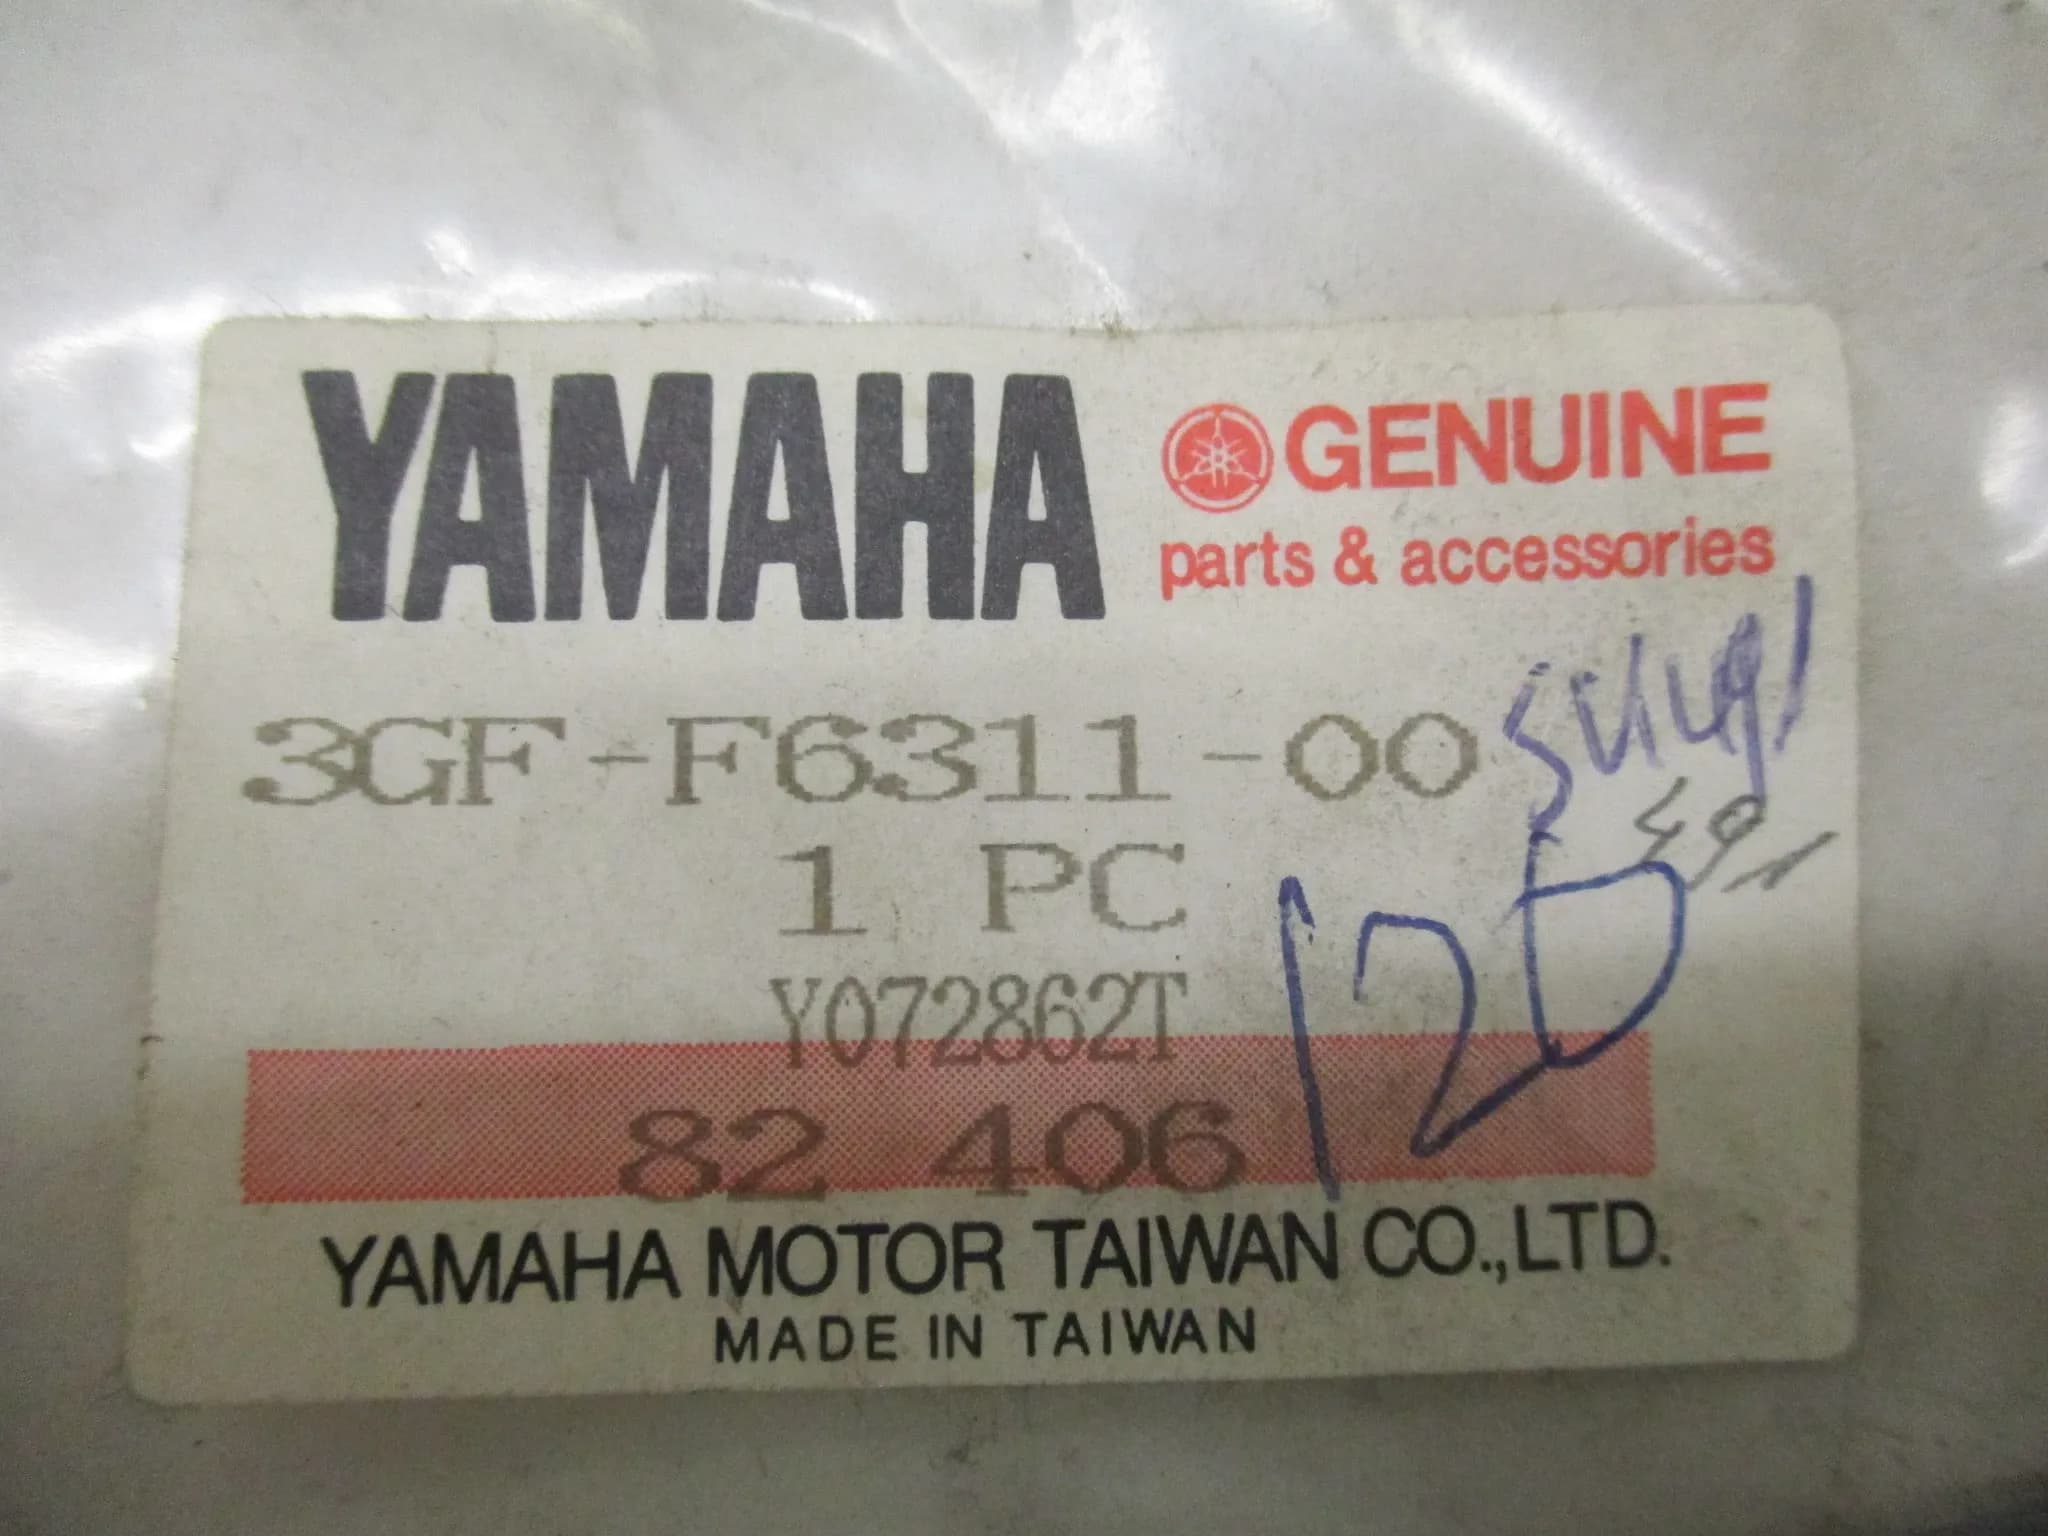 YAMAHA
GENUINE
parts & accessories
3GF-F6311-00
1 PC
120
Y072862T
82 406
YAMAHA MOTOR TAIWAN CO.,LTD.
MADE IN TAIWAN